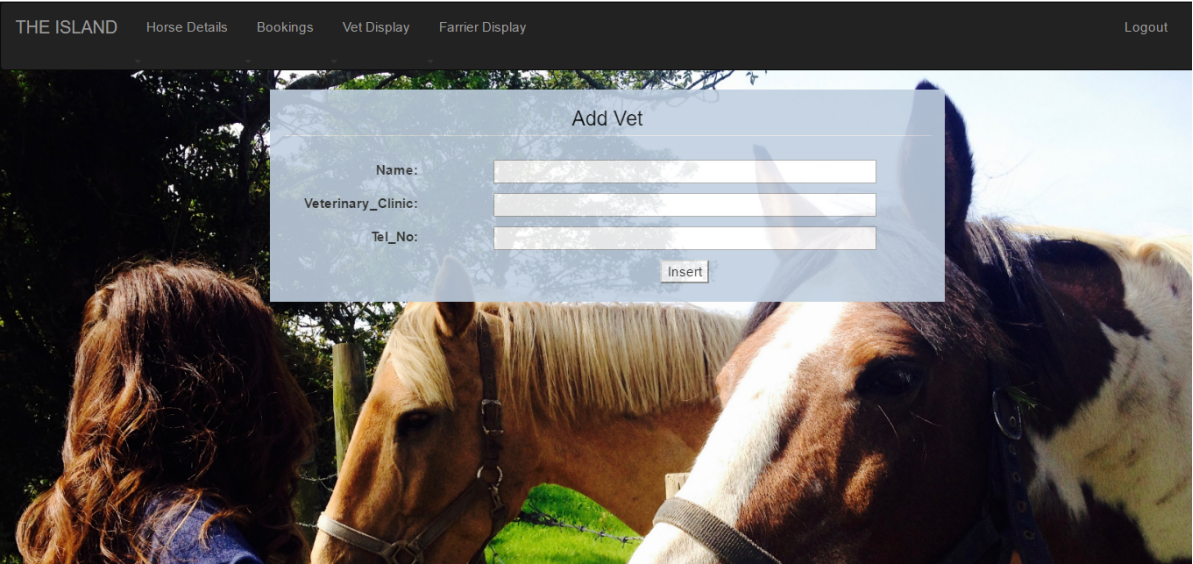 THE ISLAND Horse Details Bookings Vet Display Farrier Display Logout
Add Vet
Name:
Veterinary_Clinic:
Tel_No:
Insert